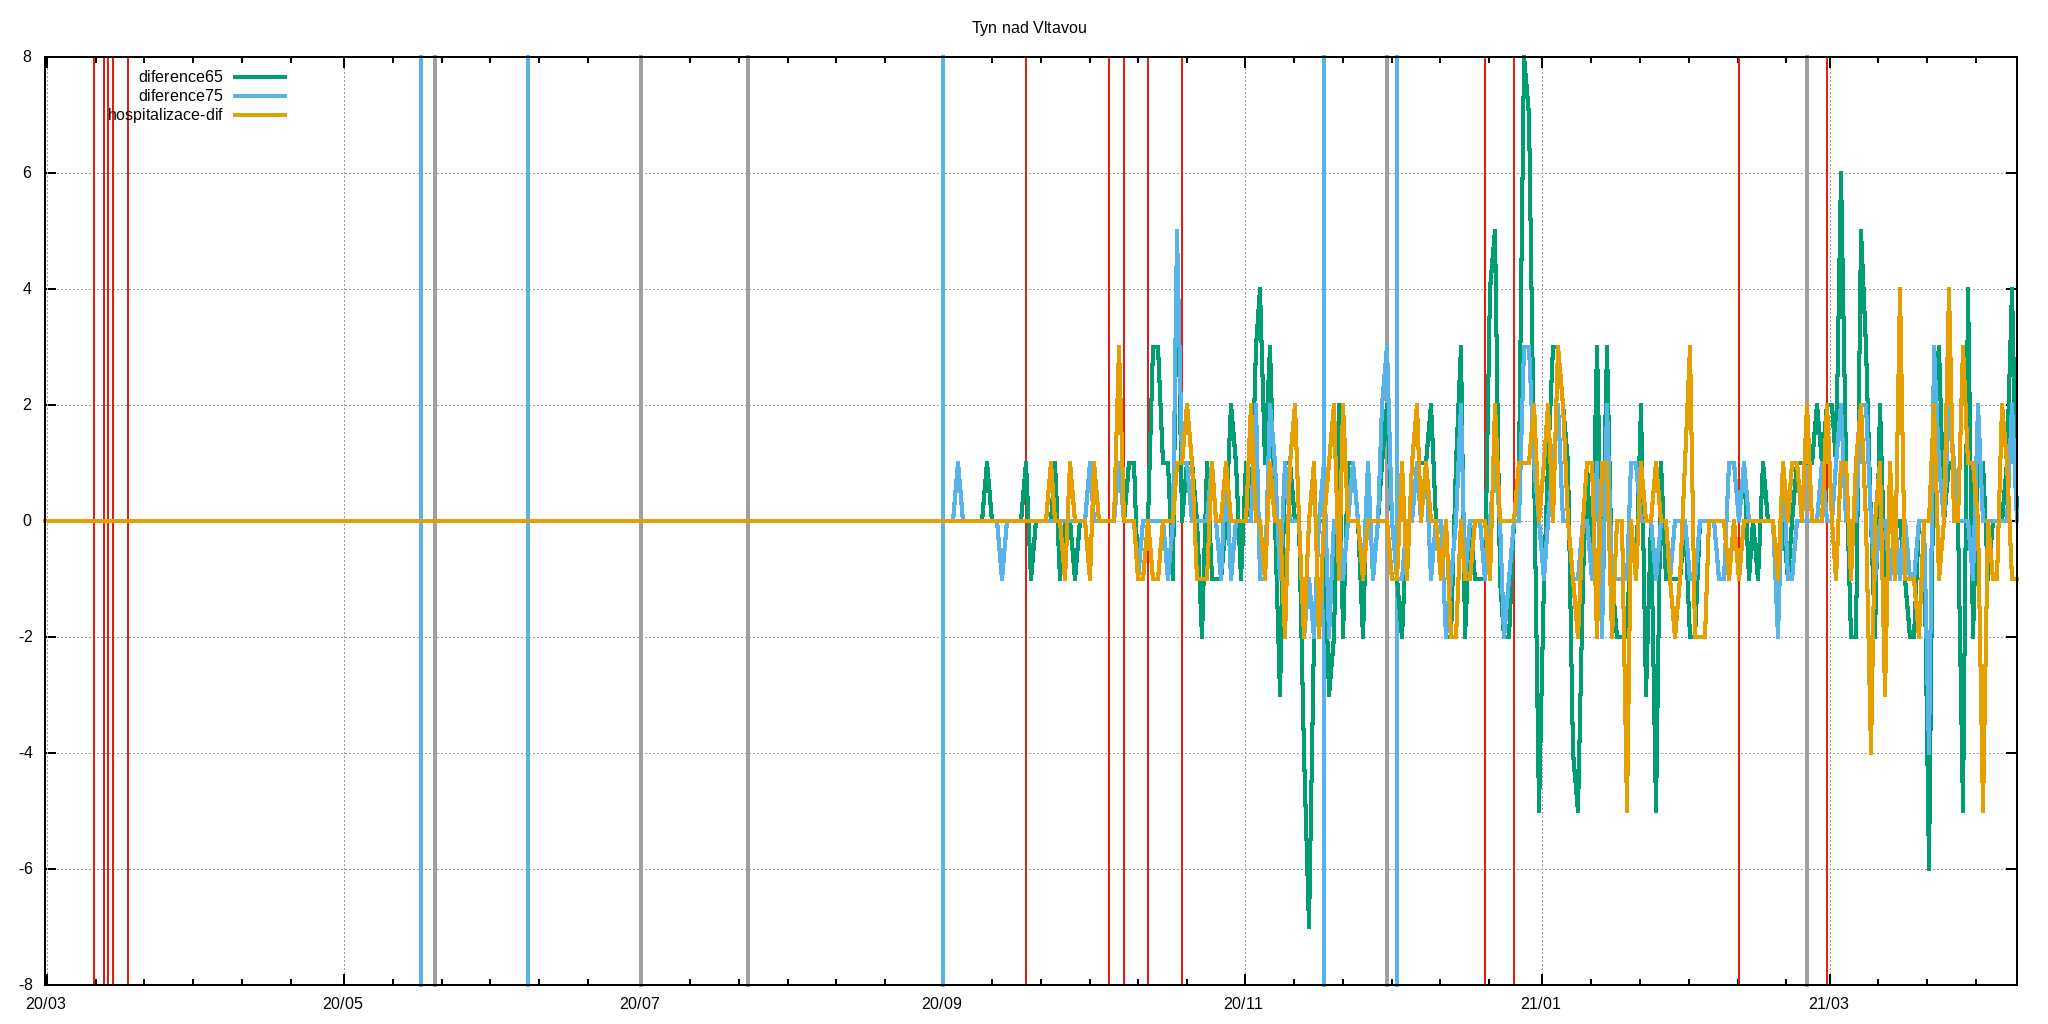 Tyn nad Vltavou
8
6
4
2
0
-2
-4
-6
-8
diference65
diference75
hospitalizace-dif
20/03 20/05 20/07 20/09 20/11 21/01 21/03